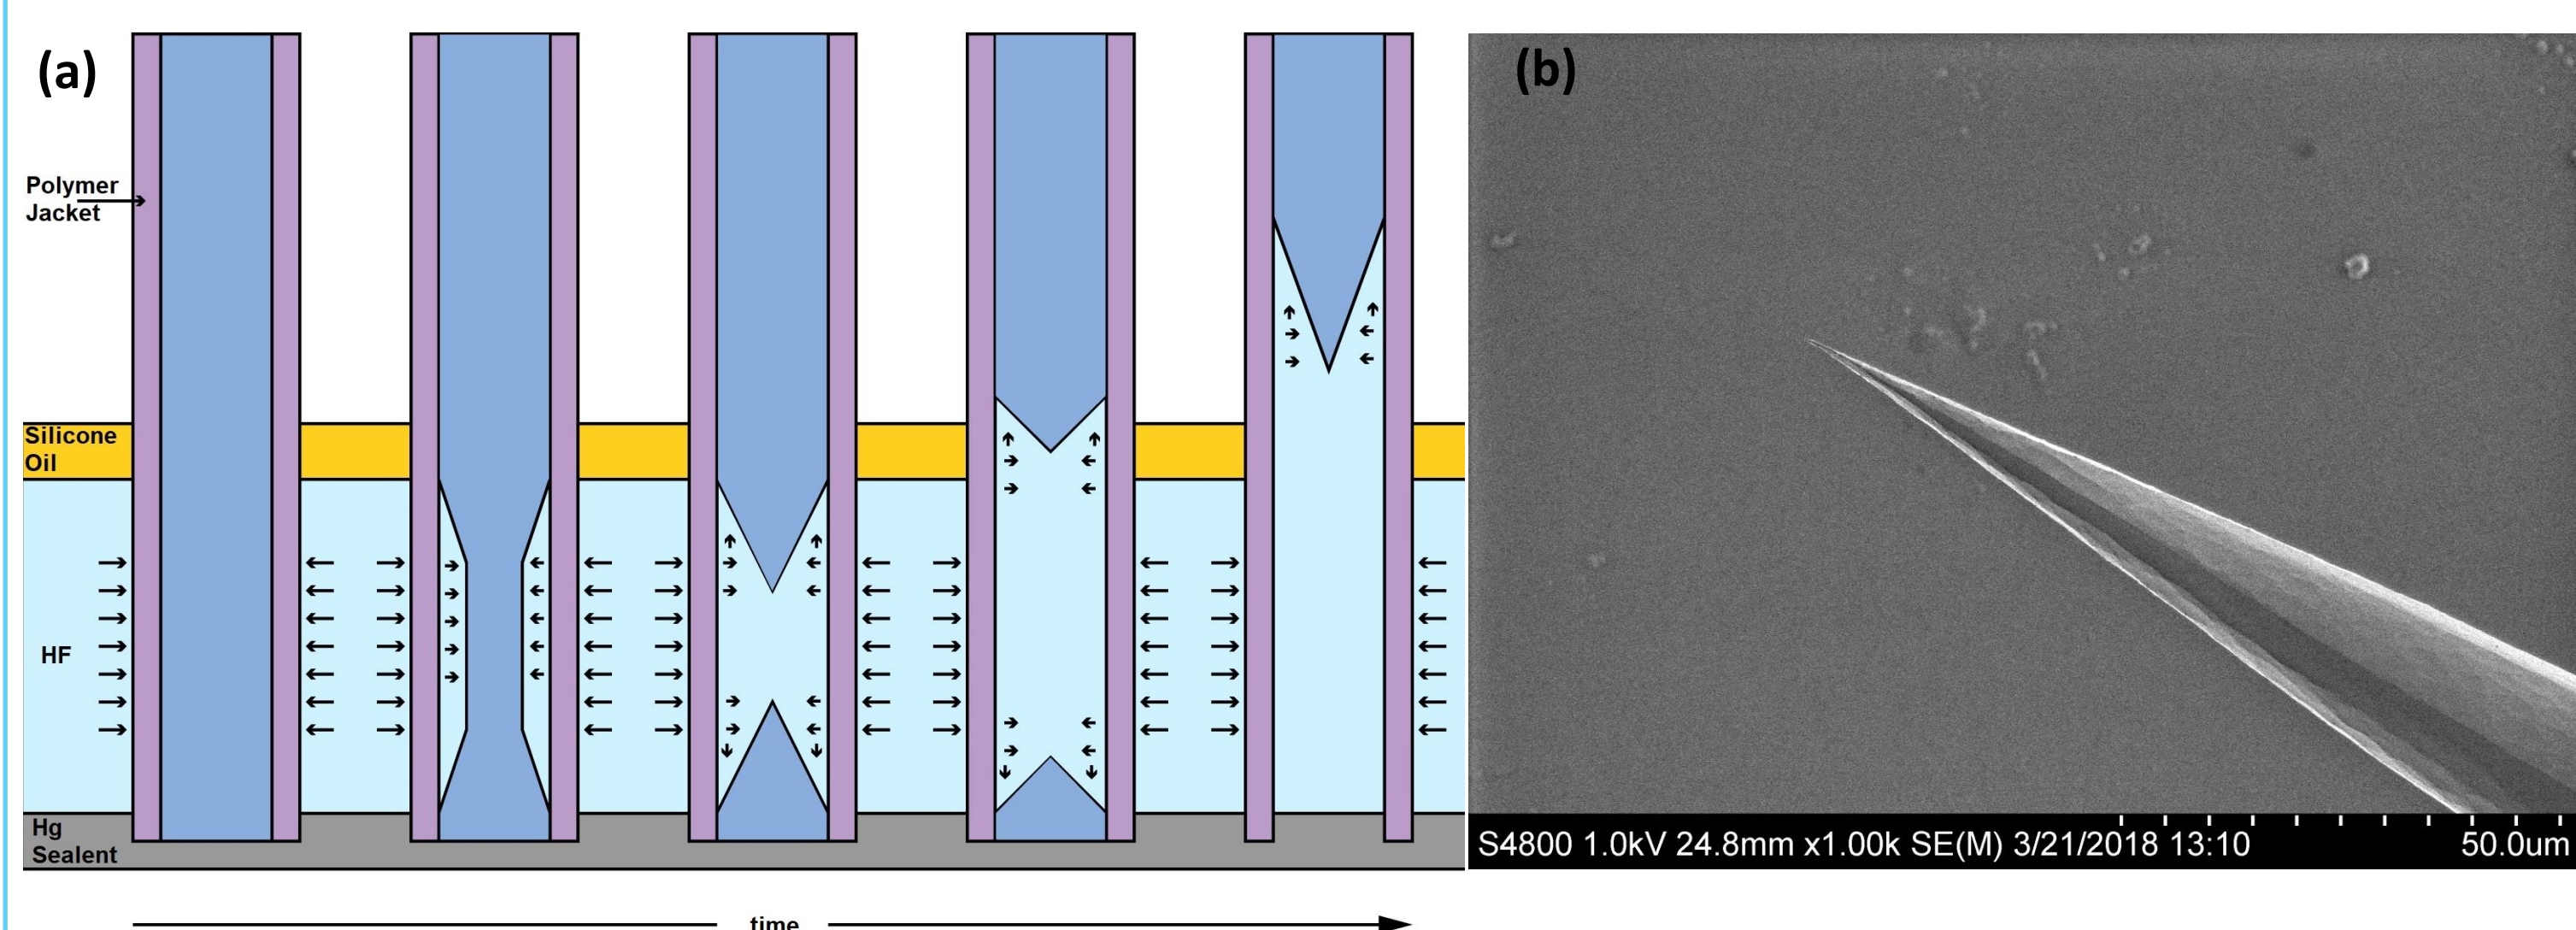 (a)
Polymer
Jacket
Silicone
Oil
HF
Hg
Sealent
time
(b)
S4800 1.0kV 24.8mm x1.00k SE(M) 3/21/2018 13:10 50.0um